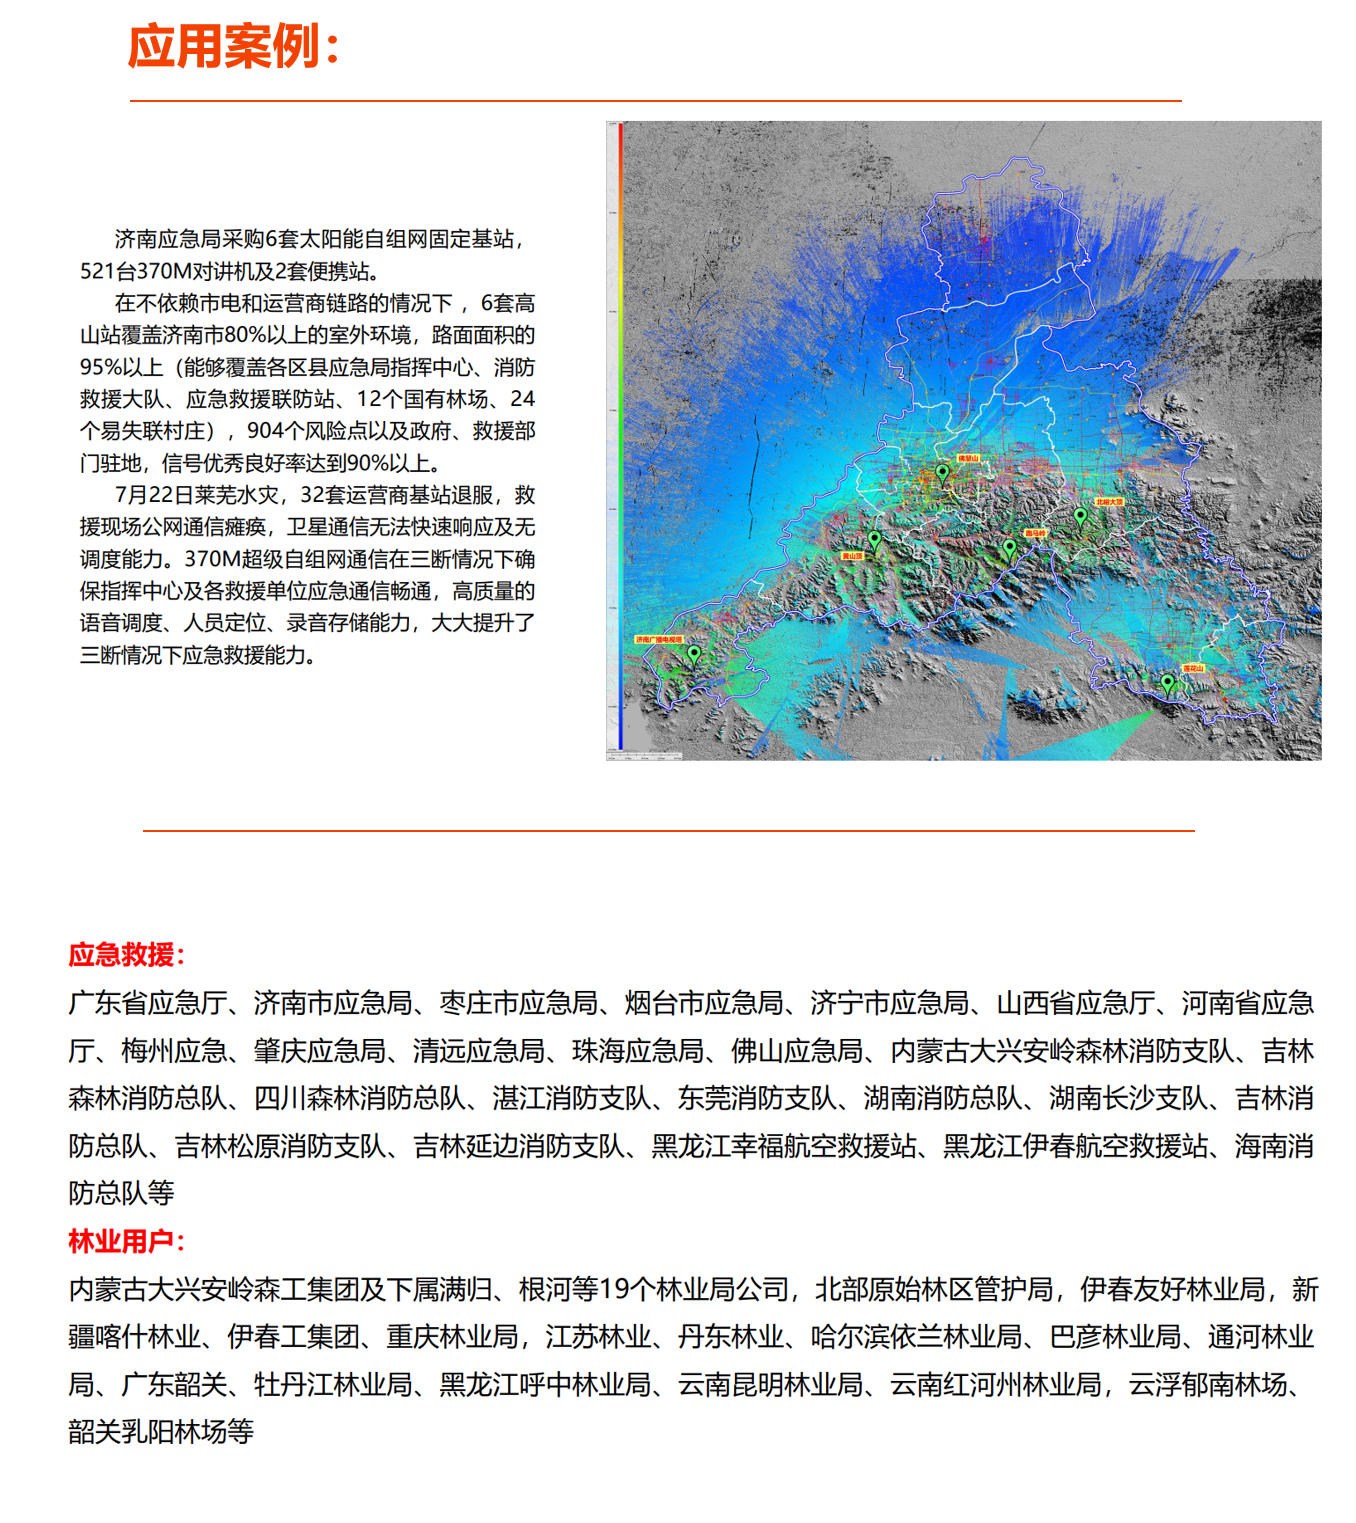 应用案例：
济南应急局采购6套太阳能自组网固定基站，
521台370M对讲机及2套便携站。
在不依赖市电和运营商链路的情况下，6套高
山站覆盖济南市80%以上的室外环境，路面面积的
95%以上（能够覆盖各区县应急局指挥中心、消防
救援大队、应急救援联防站、12个国有林场、24
个易失联村庄），904个风险点以及政府、救援部
门驻地，信号优秀良好率达到90%以上。
7月22日莱芜水灾，32套运营商基站退服，救
援现场公网通信瘫痪，卫星通信无法快速响应及无
调度能力。370M超级自组网通信在三断情况下确
保指挥中心及各救援单位应急通信畅通，高质量的
语音调度、人员定位、录音存储能力，大大提升了
三断情况下应急救援能力。
佛慧山
北峪大顶
跑马岭
黄山顶
济南广播电视塔
莲花山
应急救援：
广东省应急厅、济南市应急局、枣庄市应急局、烟台市应急局、济宁市应急局、山西省应急厅、河南省应急
厅、梅州应急、肇庆应急局、清远应急局、珠海应急局、佛山应急局、内蒙古大兴安岭森林消防支队、吉林
森林消防总队、四川森林消防总队、湛江消防支队、东莞消防支队、湖南消防总队、湖南长沙支队、吉林消
防总队、吉林松原消防支队、吉林延边消防支队、黑龙江幸福航空救援站、黑龙江伊春航空救援站、海南消
防总队等
林业用户：
内蒙古大兴安岭森工集团及下属满归、根河等19个林业局公司，北部原始林区管护局，伊春友好林业局，新
疆喀什林业、伊春工集团、重庆林业局，江苏林业、丹东林业、哈尔滨依兰林业局、巴彦林业局、通河林业
局、广东韶关、牡丹江林业局、黑龙江呼中林业局、云南昆明林业局、云南红河州林业局，云浮郁南林场、
韶关乳阳林场等